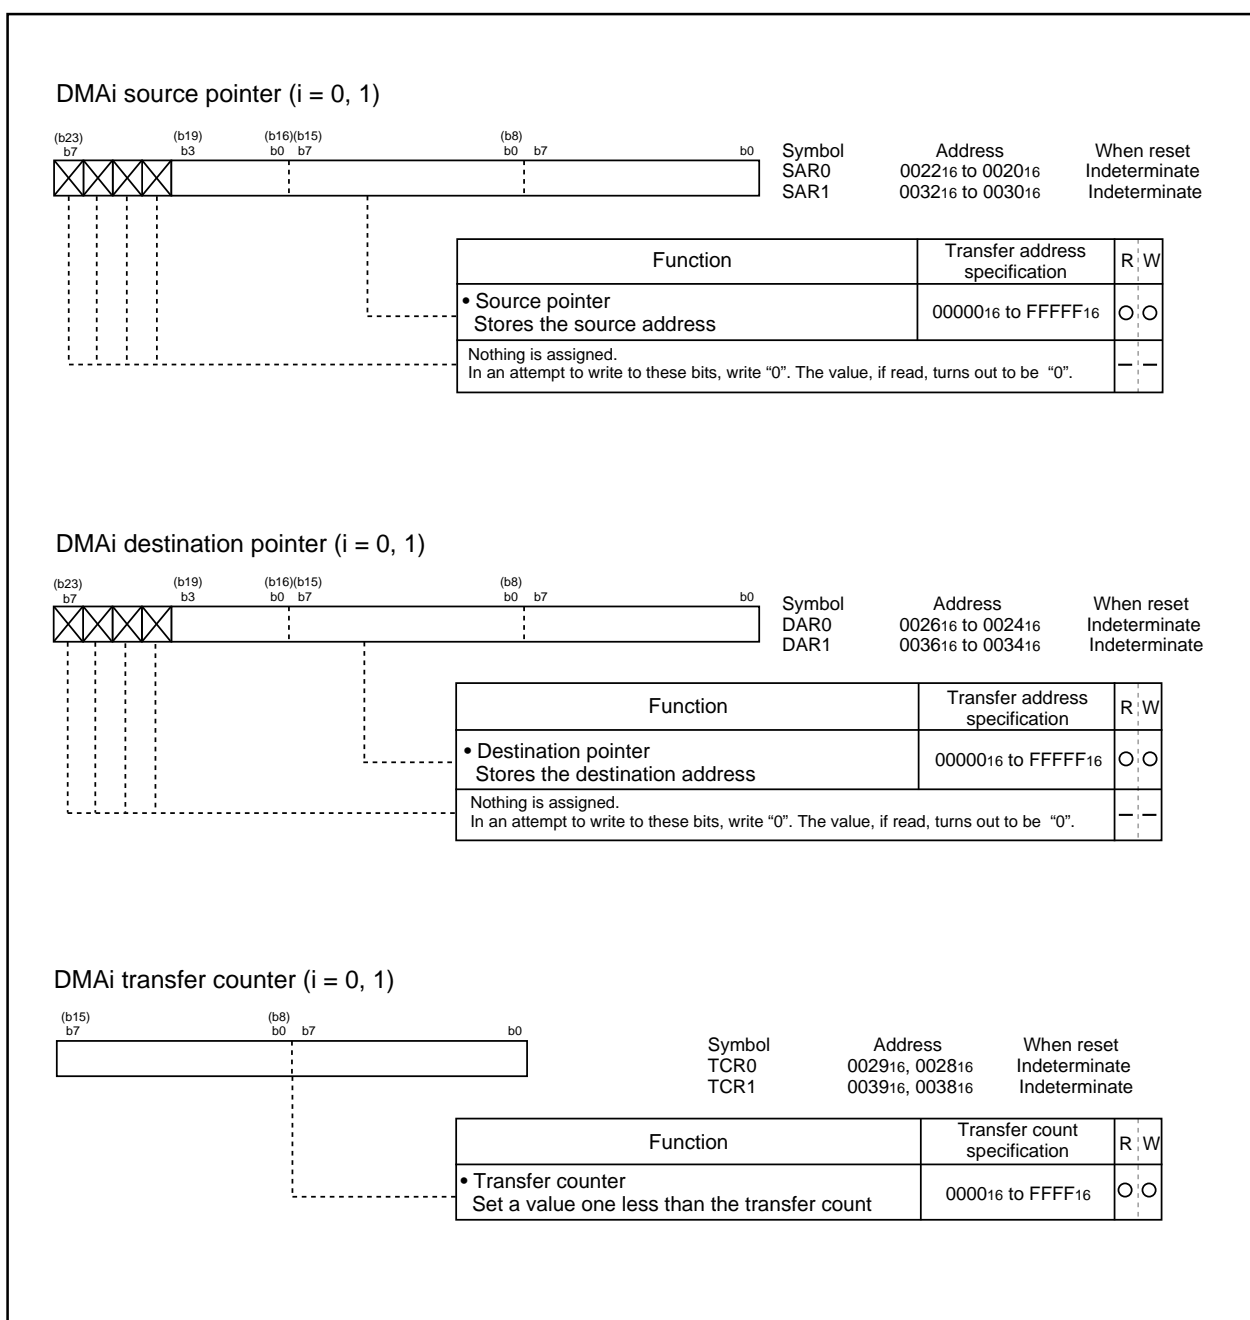 DMAi source pointer (i = 0, 1)
(b23) (b19) (b16)(b15) (b8)
b7 b3 b0 b7 b0 b7 b0
Symbol Address When reset
SAR0 002216 to 002016 Indeterminate
SAR1 003216 to 003016 Indeterminate
Function Transfer address specification R W
• Source pointer
Stores the source address 0000016 to FFFFF16
Nothing is assigned.
In an attempt to write to these bits, write “0”. The value, if read, turns out to be “0”. – –
DMAi destination pointer (i = 0, 1)
(b23) (b19) (b16)(b15) (b8)
b7 b3 b0 b7 b0 b7 b0
Symbol Address When reset
DAR0 002616 to 002416 Indeterminate
DAR1 003616 to 003416 Indeterminate
Function Transfer address specification R W
• Destination pointer
Stores the destination address 0000016 to FFFFF16
Nothing is assigned.
In an attempt to write to these bits, write “0”. The value, if read, turns out to be “0”. – –
DMAi transfer counter (i = 0, 1)
(b15) (b8)
b7 b0 b7 b0
Symbol Address When reset
TCR0 002916, 002816 Indeterminate
TCR1 003916, 003816 Indeterminate
Function Transfer count specification R W
• Transfer counter
Set a value one less than the transfer count 000016 to FFFF16